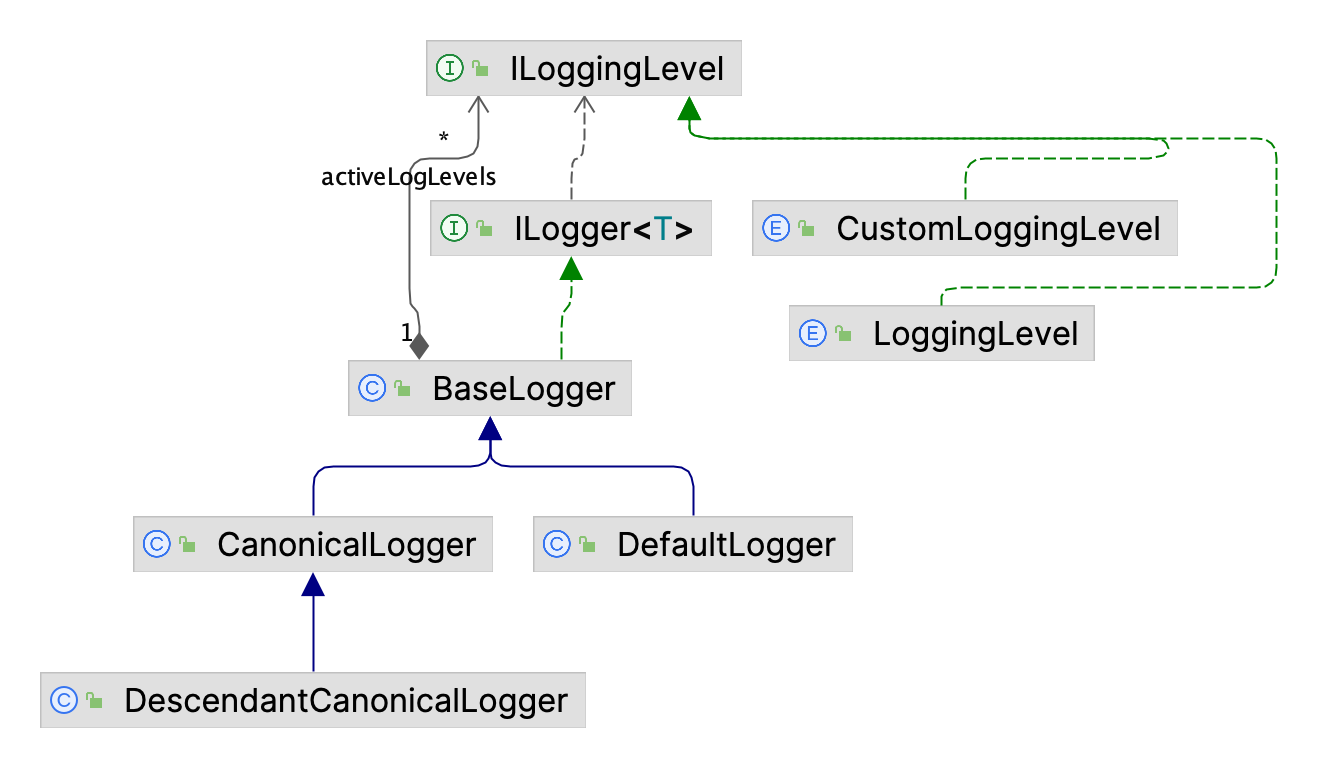 I ILoggingLevel
*
activeLogLevels
I ILogger<T>
E CustomLoggingLevel
E LoggingLevel
1
C BaseLogger
C CanonicalLogger
C DefaultLogger
C DescendantCanonicalLogger